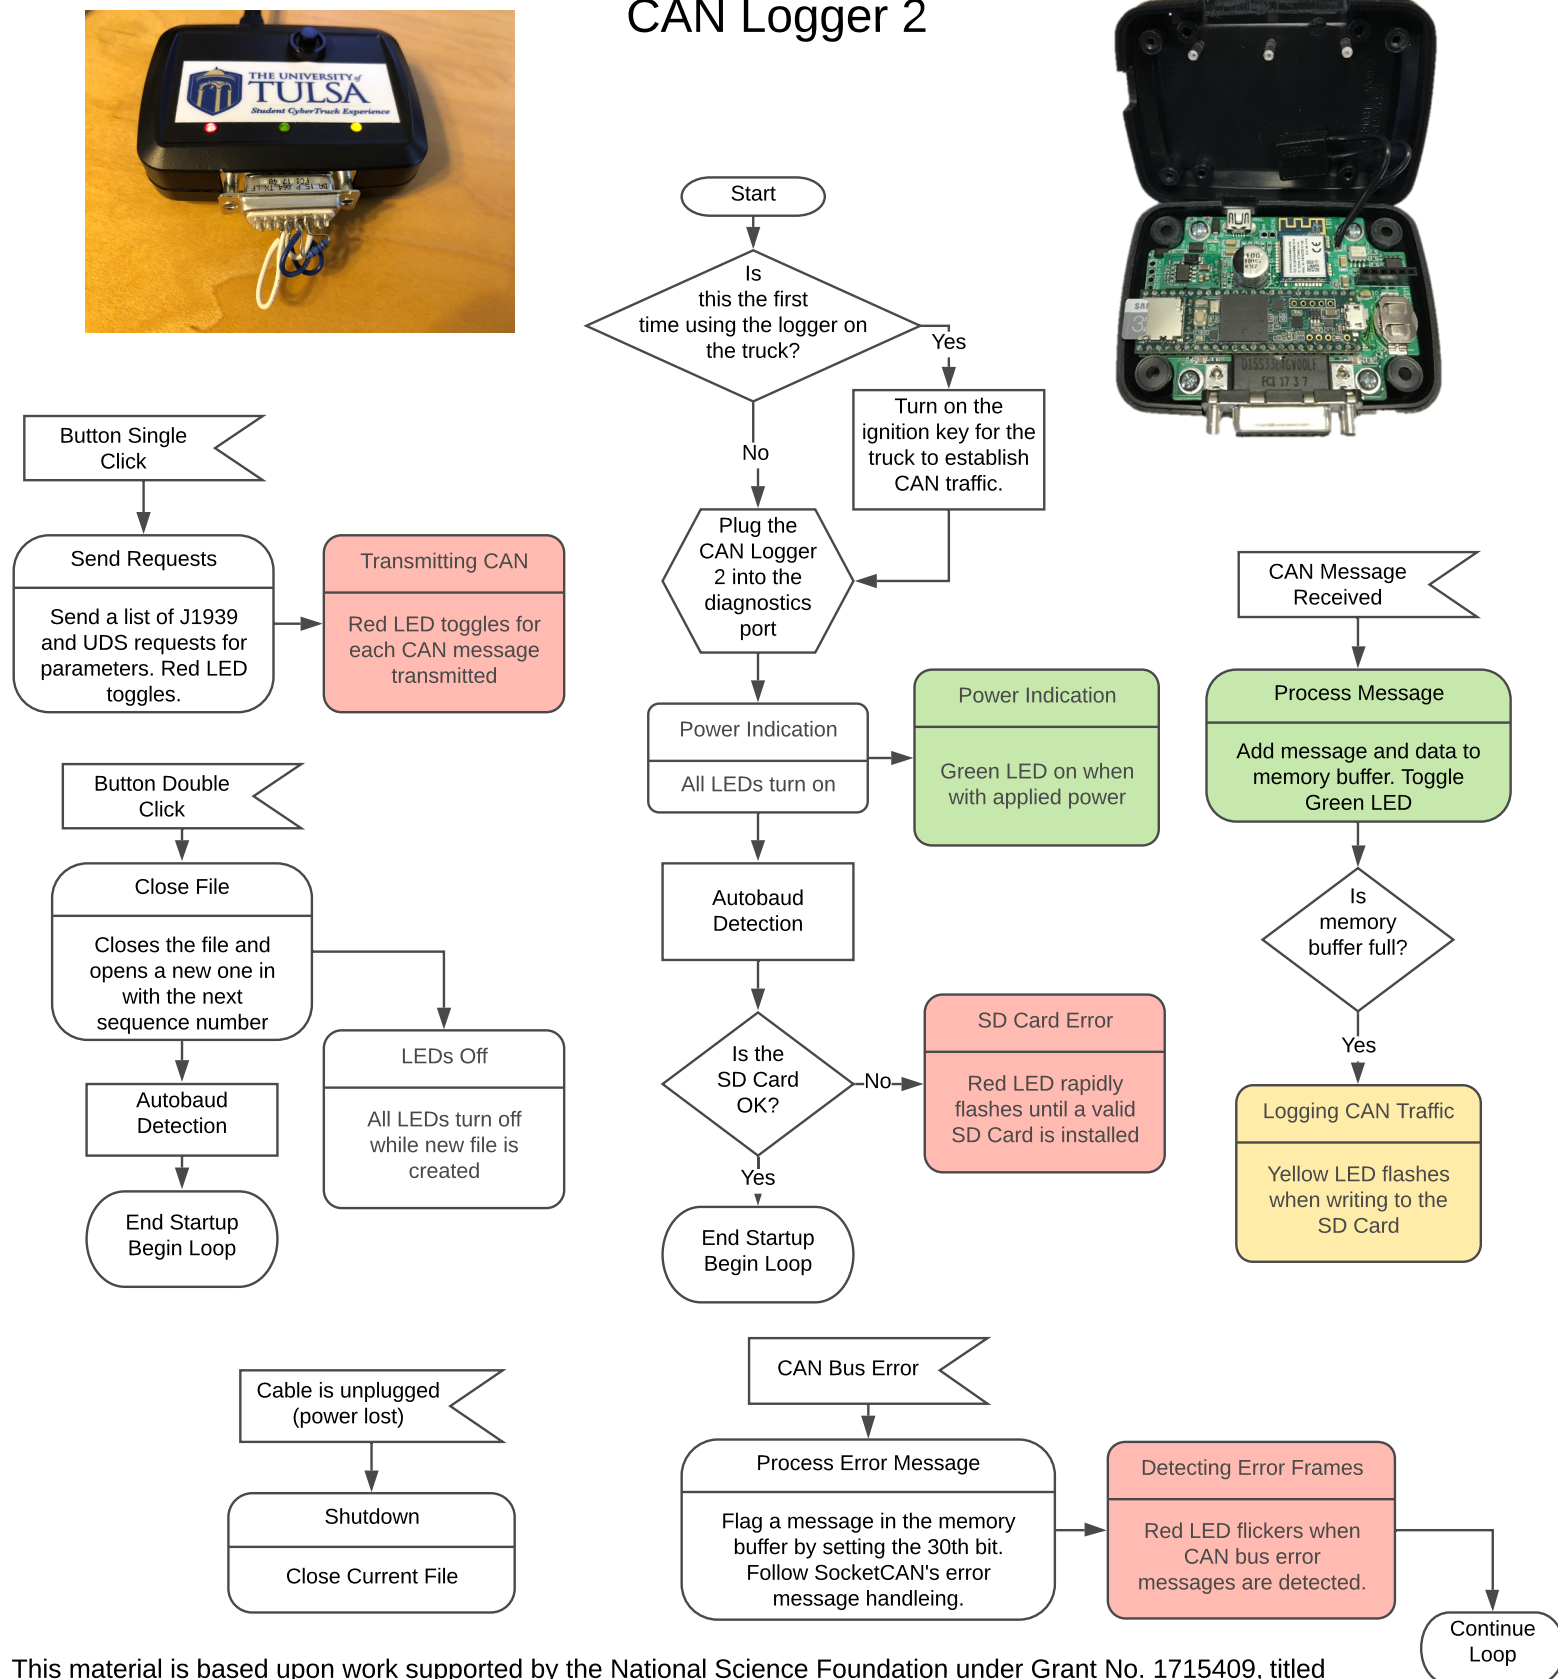 CAN Logger 2
THE UNIVERSITY of
TULSA
Student CyberTruck Experience
FCI 17 48
Start
Is
this the first
time using the logger on
the truck?
Yes
No
Turn on the
ignition key for the
truck to establish
CAN traffic.
Plug the
CAN Logger
2 into the
diagnostics
port
Power Indication
All LEDs turn on
Power Indication
Green LED on when
with applied power
Autobaud
Detection
Is the
SD Card
OK?
No
SD Card Error
Red LED rapidly
flashes until a valid
SD Card is installed
Yes
End Startup
Begin Loop
Button Single
Click
Send Requests
Send a list of J1939
and UDS requests for
parameters. Red LED
toggles.
Transmitting CAN
Red LED toggles for
each CAN message
transmitted
Button Double
Click
Close File
Closes the file and
opens a new one in
with the next
sequence number
LEDs Off
All LEDs turn off
while new file is
created
Autobaud
Detection
End Startup
Begin Loop
FCI 17 3 7
CAN Message
Received
Process Message
Add message and data to
memory buffer. Toggle
Green LED
Is
memory
buffer full?
Yes
Logging CAN Traffic
Yellow LED flashes
when writing to the
SD Card
Cable is unplugged
(power lost)
Shutdown
Close Current File
CAN Bus Error
Process Error Message
Flag a message in the memory
buffer by setting the 30th bit.
Follow SocketCAN's error
message handleing.
Detecting Error Frames
Red LED flickers when
CAN bus error
messages are detected.
Continue
Loop
This material is based upon work supported by the National Science Foundation under Grant No. 1715409, titled